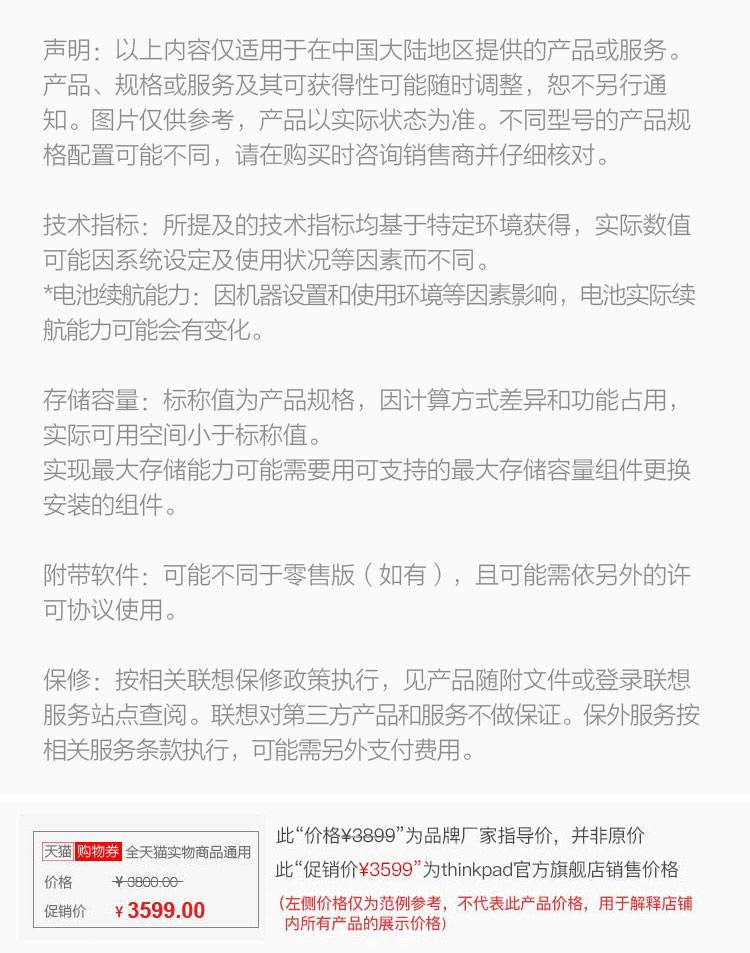 声明：以上内容仅适用于在中国大陆地区提供的产品或服务。
产品、规格或服务及其可获得性可能随时调整，恕不另行通
知。图片仅供参考，产品以实际状态为准。不同型号的产品规
格配置可能不同，请在购买时咨询销售商并仔细核对。
技术指标：所提及的技术指标均基于特定环境获得，实际数值
可能因系统设定及使用状况等因素而不同。
*电池续航能力：因机器设置和使用环境等因素影响，电池实际续
航能力可能会有变化。
存储容量：标称值为产品规格，因计算方式差异和功能占用，
实际可用空间小于标称值。
实现最大存储能力可能需要用可支持的最大存储容量组件更换
安装的组件。
附带软件：可能不同于零售版（如有），且可能需依另外的许
可协议使用。
保修：按相关联想保修政策执行，见产品随附文件或登录联想
服务站点查阅。联想对第三方产品和服务不做保证。保外服务按
相关服务条款执行，可能需另外支付费用。
天猫 购物券 全天猫实物商品通用
价格 ¥ 3800.00
促销价 ¥ 3599.00
此“价格¥3899”为品牌厂家指导价，并非原价
此“促销价¥3599”为thinkpad官方旗舰店销售价格
(左侧价格仅为范例参考，不代表此产品价格，用于解释店铺
内所有产品的展示价格)